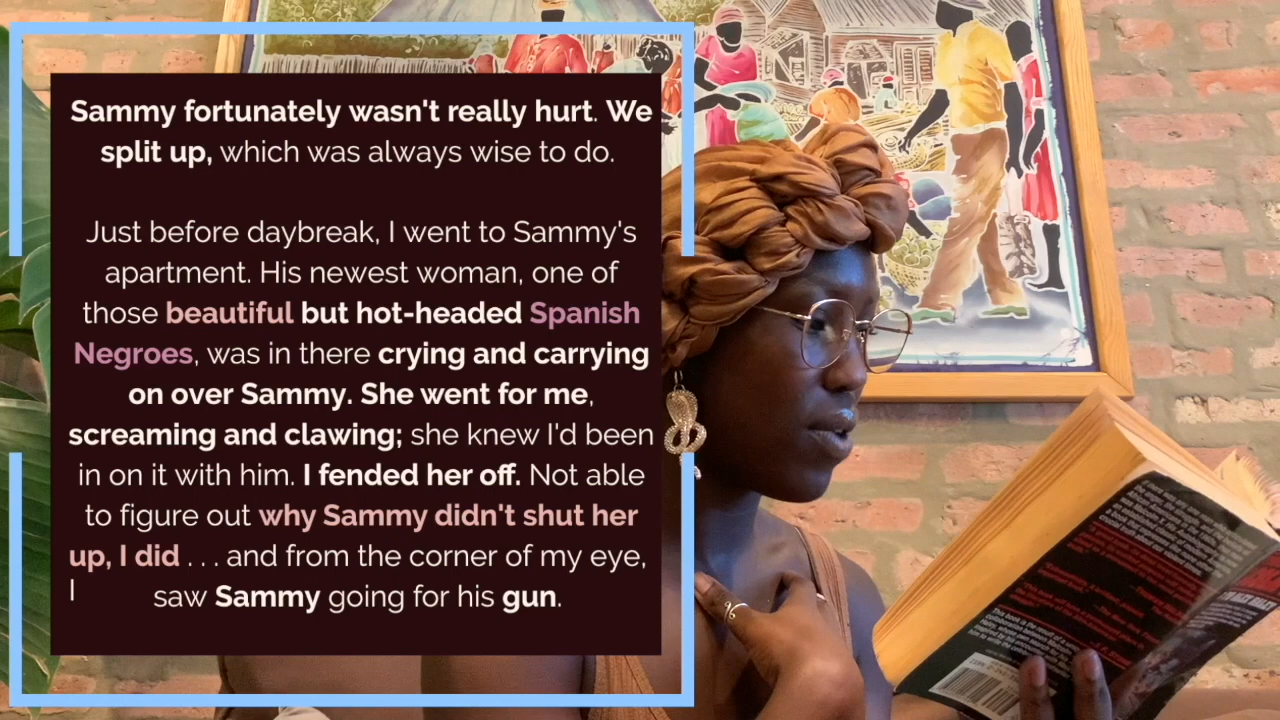 Sammy fortunately wasn't really hurt. We
split up, which was always wise to do.
Just before daybreak, I went to Sammy's
apartment. His newest woman, one of
those beautiful but hot-headed Spanish
Negroes, was in there crying and carrying
on over Sammy. She went for me,
screaming and clawing; she knew I'd been
in on it with him. I fended her off. Not able
to figure out why Sammy didn't shut her
up, I did . . . and from the corner of my eye,
I saw Sammy going for his gun.